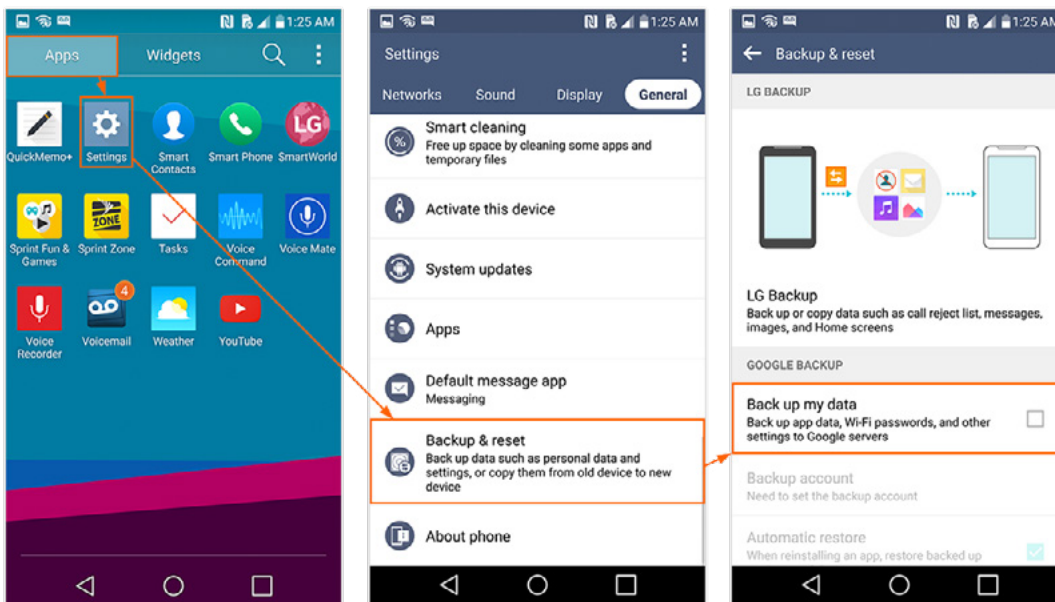 1:25 AM
Apps Widgets
LG
QuickMemo+ Settings Smart Contacts Smart Phone SmartWorld
ZONE
Sprint Fun & Games Sprint Zone Tasks Voice Command Voice Mate
4
Voice Recorder Voicemail Weather YouTube
1:25 AM
Settings
Networks Sound Display General
%
Smart cleaning
Free up space by cleaning some apps and
temporary files
Activate this device
System updates
Apps
Default message app
Messaging
Backup & reset
Back up data such as personal data and
settings, or copy them from old device to new
device
About phone
1:25 AM
Backup & reset
LG BACKUP
LG Backup
Back up or copy data such as call reject list, messages,
images, and Home screens
GOOGLE BACKUP
Back up my data
Back up app data, Wi-Fi passwords, and other
settings to Google servers
Backup account
Need to set the backup account
Automatic restore
When reinstalling an app, restore backed up